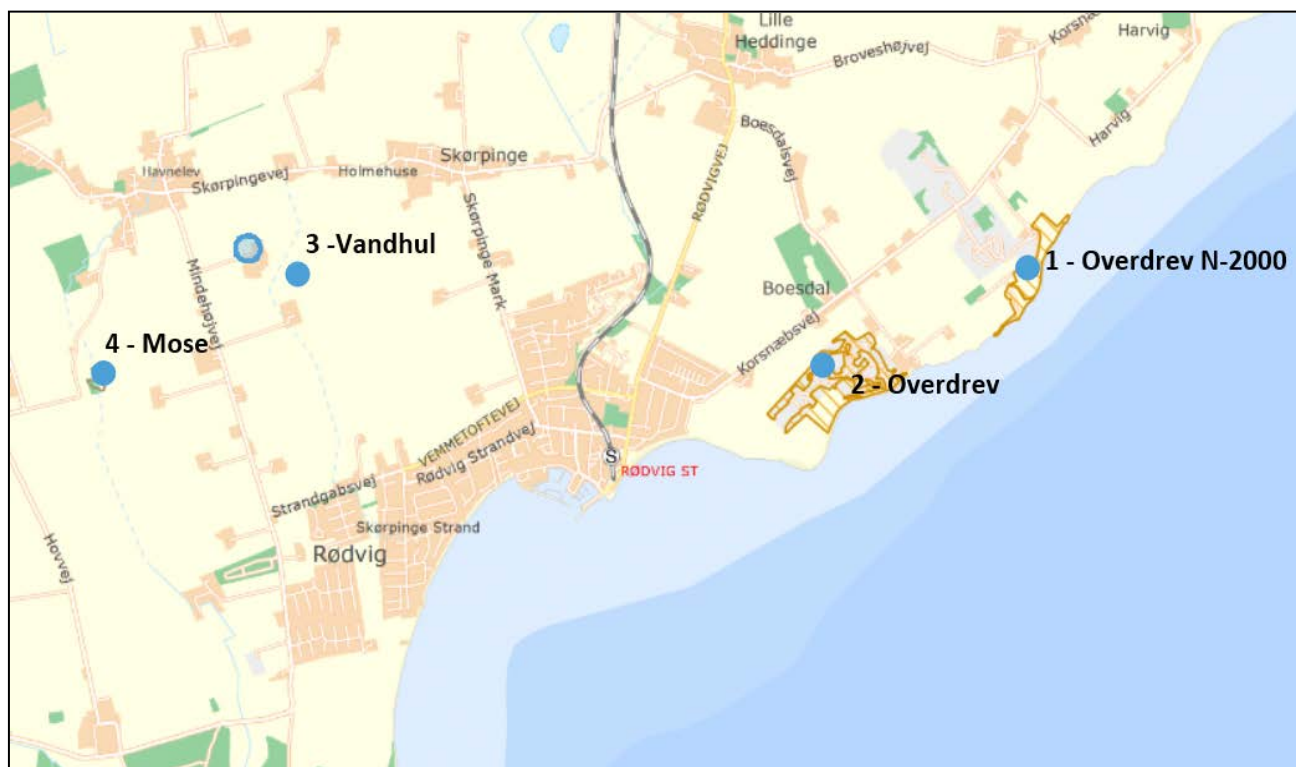 Lille
Heddinge
Korsnæ
Harvig
Broveshøjvej
Boesdalsvej
Harvig
Skørpinge
Havnelev
Skørpingevej
Holmehuse
RØDVIGVEJ
Skørpinge Mark
3 -Vandhul
Mindehøjvej
1 - Overdrev N-2000
Boesdal
4 - Mose
Korsnæbsvej
2 - Overdrev
VEMMETOFTEVEJ
Rødvig Strandvej
S
RØDVIG ST
Strandgabsvej
Skørpinge Strand
Rødvig
Hovvej